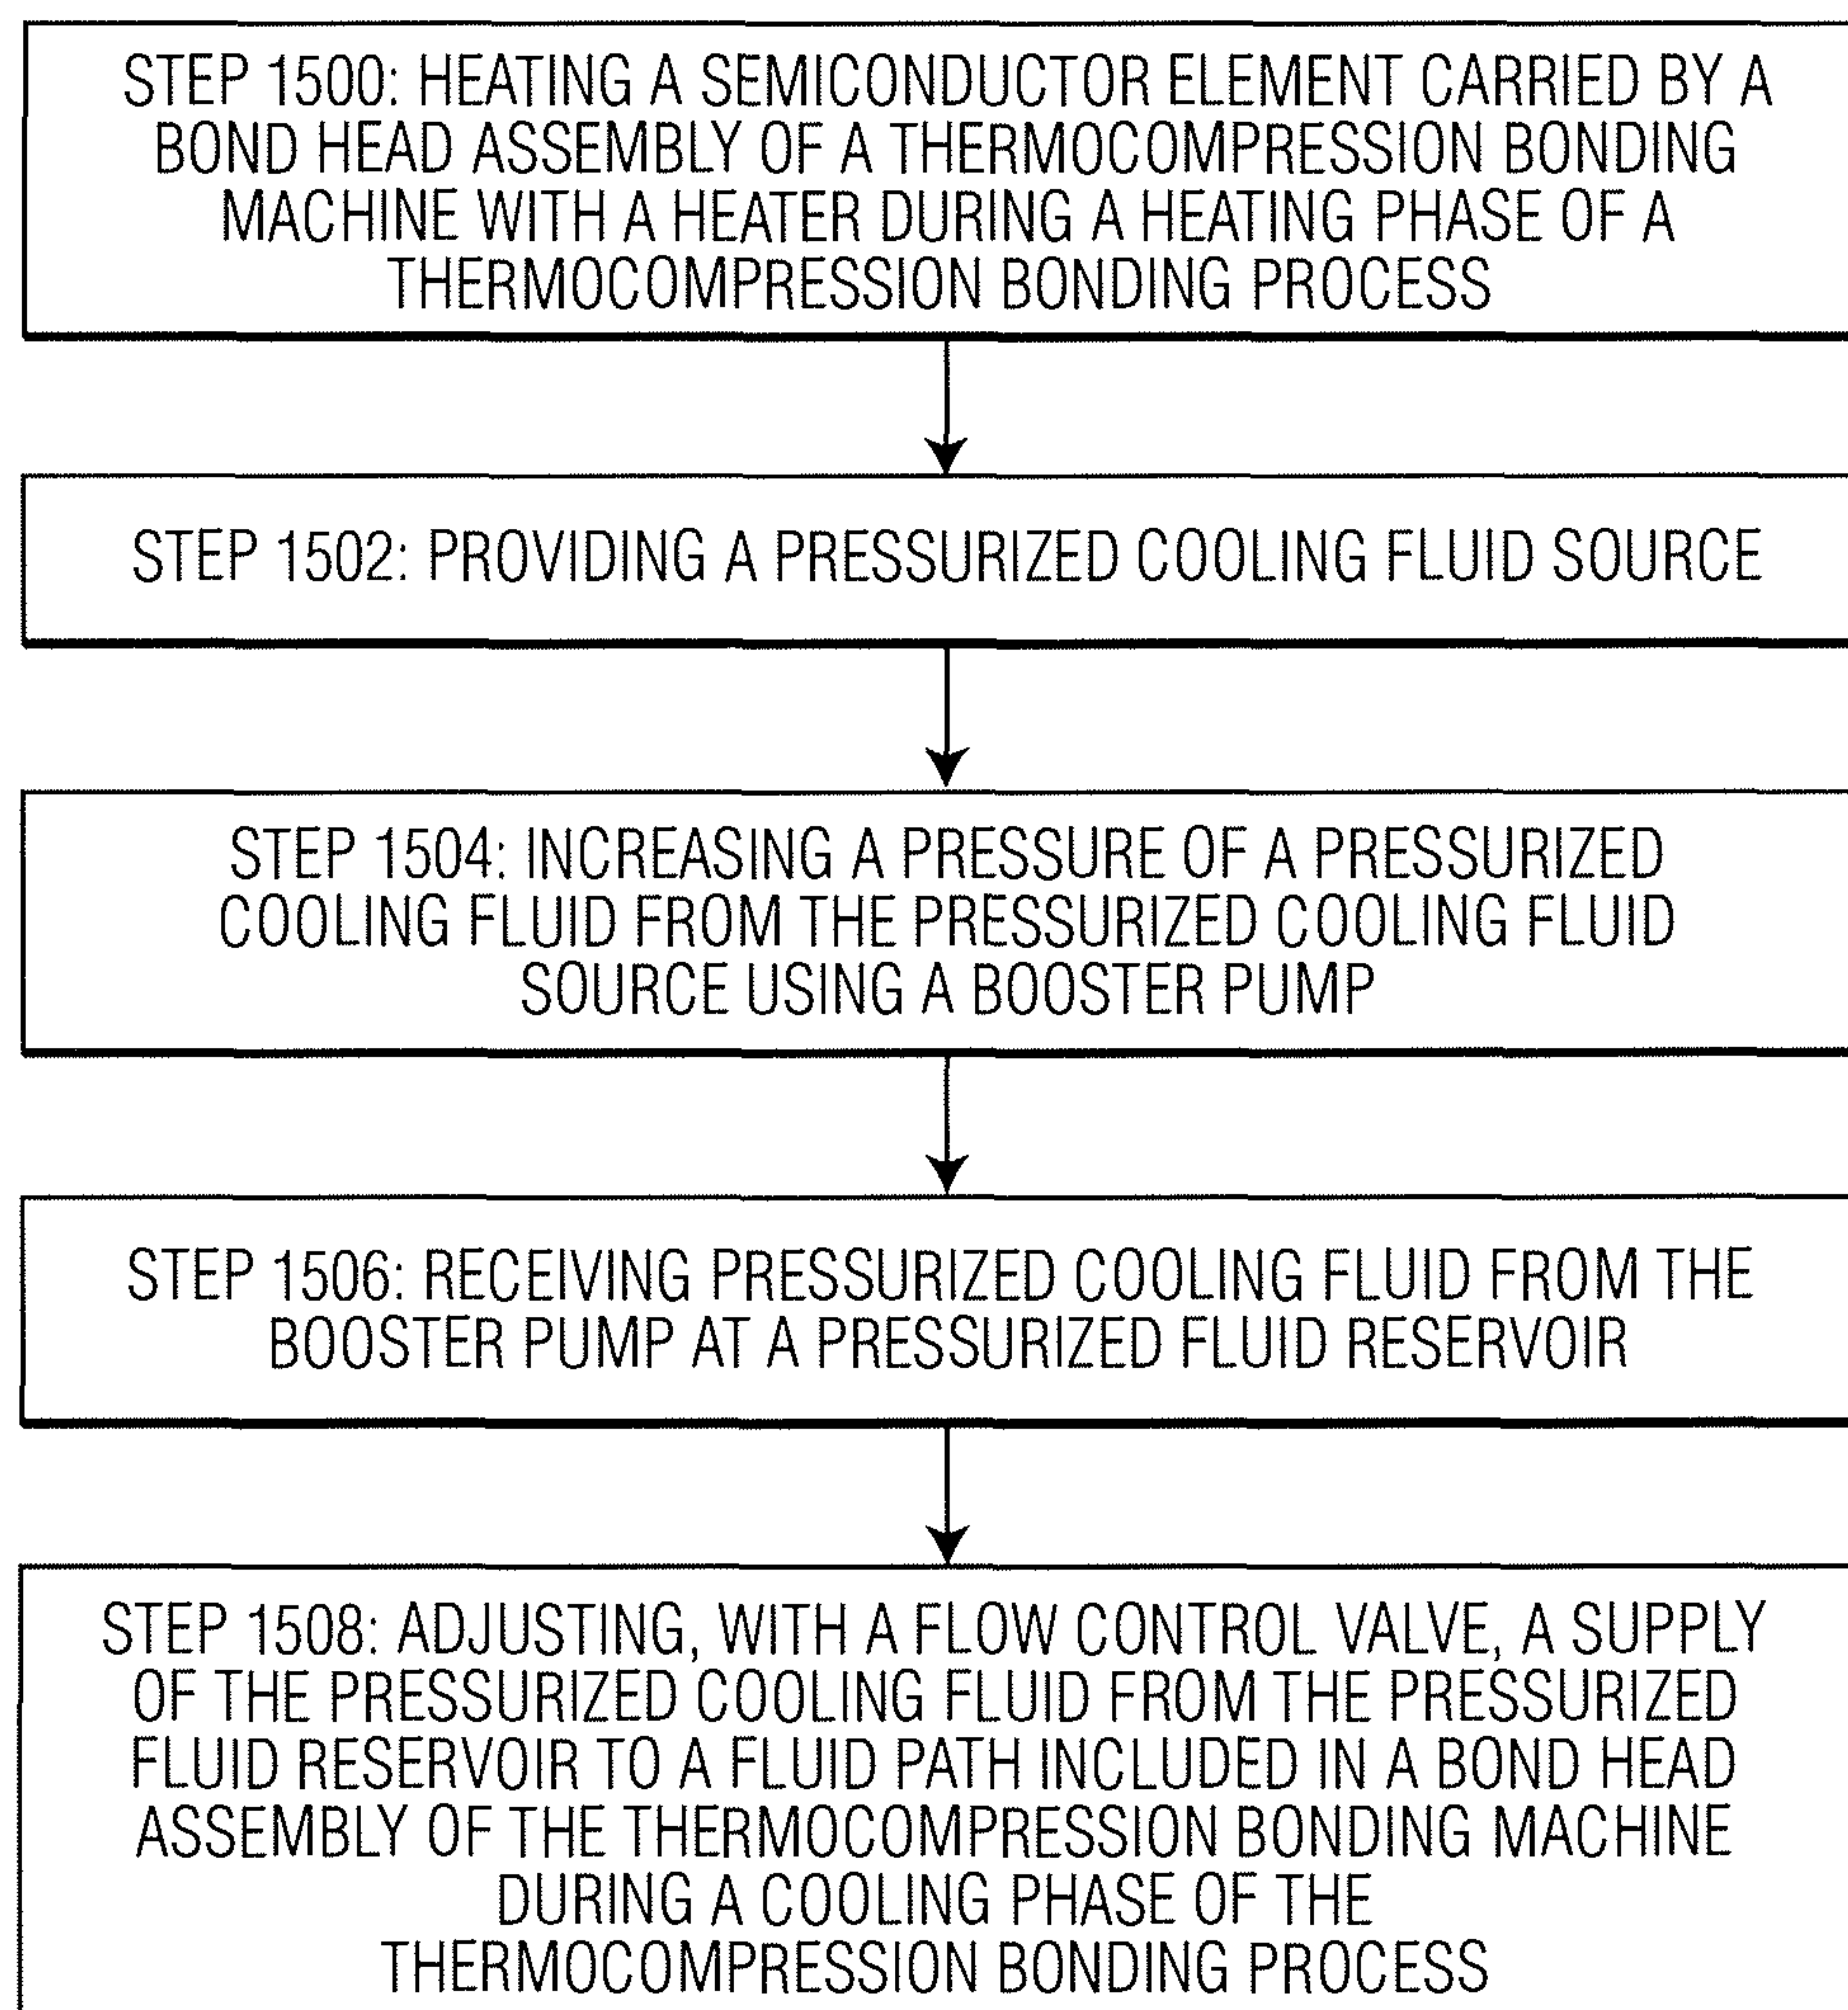 STEP 1500: HEATING A SEMICONDUCTOR ELEMENT CARRIED BY A
BOND HEAD ASSEMBLY OF A THERMOCOMPRESSION BONDING
MACHINE WITH A HEATER DURING A HEATING PHASE OF A
THERMOCOMPRESSION BONDING PROCESS
STEP 1502: PROVIDING A PRESSURIZED COOLING FLUID SOURCE
STEP 1504: INCREASING A PRESSURE OF A PRESSURIZED
COOLING FLUID FROM THE PRESSURIZED COOLING FLUID
SOURCE USING A BOOSTER PUMP
STEP 1506: RECEIVING PRESSURIZED COOLING FLUID FROM THE
BOOSTER PUMP AT A PRESSURIZED FLUID RESERVOIR
STEP 1508: ADJUSTING, WITH A FLOW CONTROL VALVE, A SUPPLY
OF THE PRESSURIZED COOLING FLUID FROM THE PRESSURIZED
FLUID RESERVOIR TO A FLUID PATH INCLUDED IN A BOND HEAD
ASSEMBLY OF THE THERMOCOMPRESSION BONDING MACHINE
DURING A COOLING PHASE OF THE
THERMOCOMPRESSION BONDING PROCESS